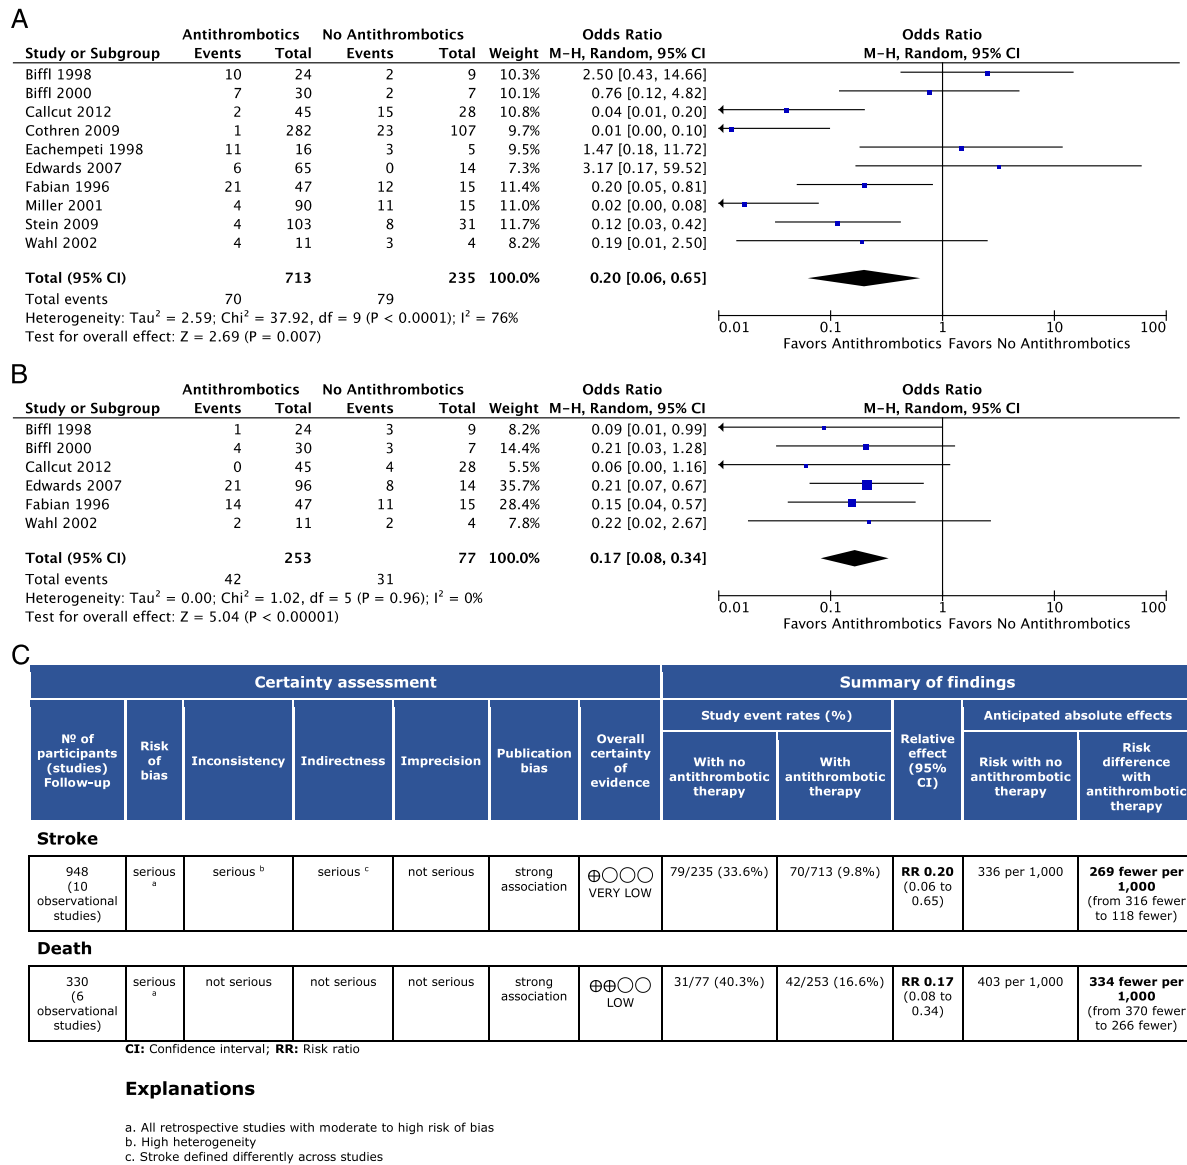 A
Antithrombotics No Antithrombotics Odds Ratio Odds Ratio
Study or Subgroup Events Total Events Total Weight M-H, Random, 95% CI M-H, Random, 95% CI
Biffl 1998 10 24 2 9 10.3% 2.50 [0.43, 14.66]
Biffl 2000 7 30 2 7 10.1% 0.76 [0.12, 4.82]
Callcut 2012 2 45 15 28 10.8% 0.04 [0.01, 0.20]
Cothren 2009 1 282 23 107 9.7% 0.01 [0.00, 0.10]
Eachempeti 1998 11 16 3 5 9.5% 1.47 [0.18, 11.72]
Edwards 2007 6 65 0 14 7.3% 3.17 [0.17, 59.52]
Fabian 1996 21 47 12 15 11.4% 0.20 [0.05, 0.81]
Miller 2001 4 90 11 15 11.0% 0.02 [0.00, 0.08]
Stein 2009 4 103 8 31 11.7% 0.12 [0.03, 0.42]
Wahl 2002 4 11 3 4 8.2% 0.19 [0.01, 2.50]
Total (95% CI) 713 235 100.0% 0.20 [0.06, 0.65]
Total events 70 79
Heterogeneity: Tau² = 2.59; Chi² = 37.92, df = 9 (P < 0.0001); I² = 76%
Test for overall effect: Z = 2.69 (P = 0.007)
0.01 0.1 1 10 100
Favors Antithrombotics Favors No Antithrombotics
B
Antithrombotics No Antithrombotics Odds Ratio Odds Ratio
Study or Subgroup Events Total Events Total Weight M-H, Random, 95% CI M-H, Random, 95% CI
Biffl 1998 1 24 3 9 8.2% 0.09 [0.01, 0.99]
Biffl 2000 4 30 3 7 14.4% 0.21 [0.03, 1.28]
Callcut 2012 0 45 4 28 5.5% 0.06 [0.00, 1.16]
Edwards 2007 21 96 8 14 35.7% 0.21 [0.07, 0.67]
Fabian 1996 14 47 11 15 28.4% 0.15 [0.04, 0.57]
Wahl 2002 2 11 2 4 7.8% 0.22 [0.02, 2.67]
Total (95% CI) 253 77 100.0% 0.17 [0.08, 0.34]
Total events 42 31
Heterogeneity: Tau² = 0.00; Chi² = 1.02, df = 5 (P = 0.96); I² = 0%
Test for overall effect: Z = 5.04 (P < 0.00001)
0.01 0.1 1 10 100
Favors Antithrombotics Favors No Antithrombotics
C
Certainty assessment
Summary of findings
Nº of
participants
(studies)
Follow-up
Risk
of
bias
Inconsistency
Indirectness
Imprecision
Publication
bias
Overall
certainty
of
evidence
Study event rates (%)
With no
antithrombotic
therapy
With
antithrombotic
therapy
Relative
effect
(95%
CI)
Anticipated absolute effects
Risk with no
antithrombotic
therapy
Risk
difference
with
antithrombotic
therapy
Stroke
948
(10
observational
studies)
serious
a
serious b
serious c
not serious
strong
association
⊕◯◯◯
VERY LOW
79/235 (33.6%)
70/713 (9.8%)
RR 0.20
(0.06 to
0.65)
336 per 1,000
269 fewer per
1,000
(from 316 fewer
to 118 fewer)
Death
330
(6
observational
studies)
serious
a
not serious
not serious
not serious
strong
association
⊕⊕◯◯
LOW
31/77 (40.3%)
42/253 (16.6%)
RR 0.17
(0.08 to
0.34)
403 per 1,000
334 fewer per
1,000
(from 370 fewer
to 266 fewer)
CI: Confidence interval; RR: Risk ratio
Explanations
a. All retrospective studies with moderate to high risk of bias
b. High heterogeneity
c. Stroke defined differently across studies